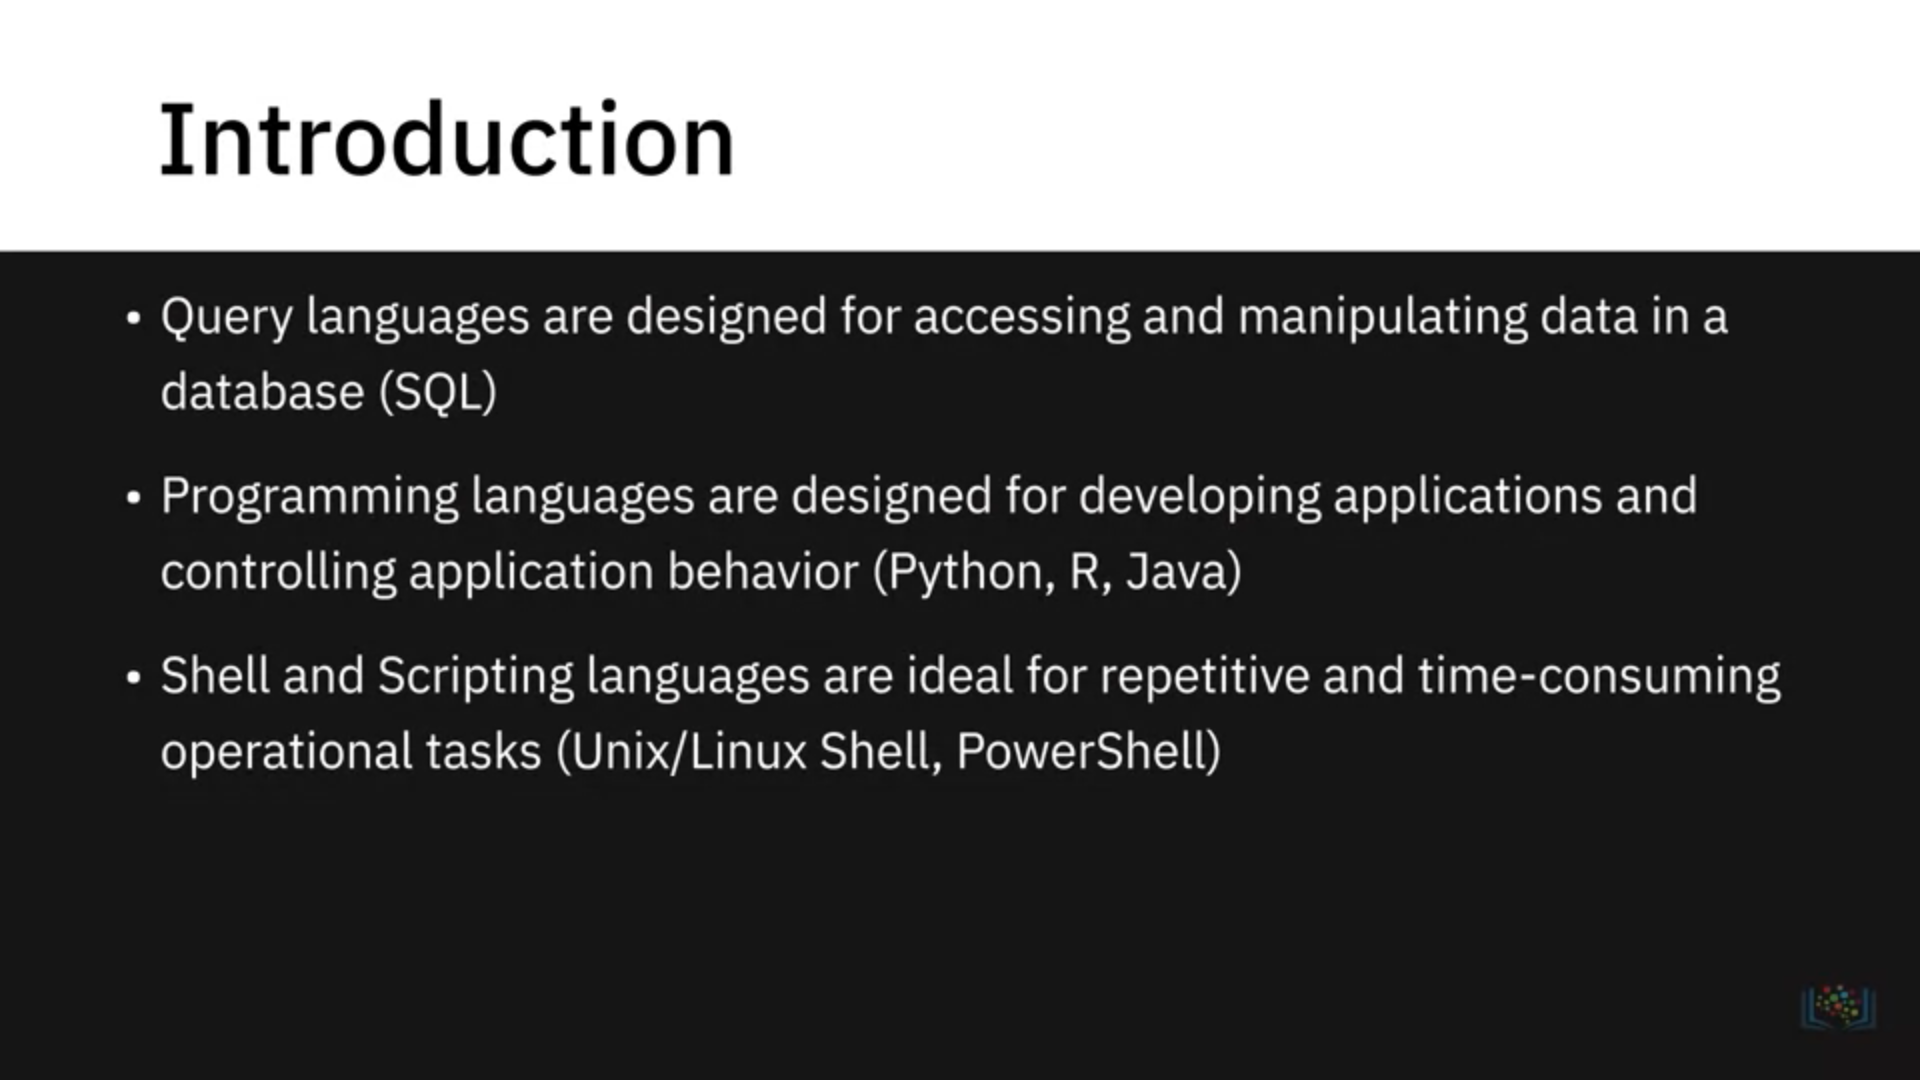 Introduction
• Query languages are designed for accessing and manipulating data in a
database (SQL)
• Programming languages are designed for developing applications and
controlling application behavior (Python, R, Java)
• Shell and Scripting languages are ideal for repetitive and time-consuming
operational tasks (Unix/Linux Shell, PowerShell)